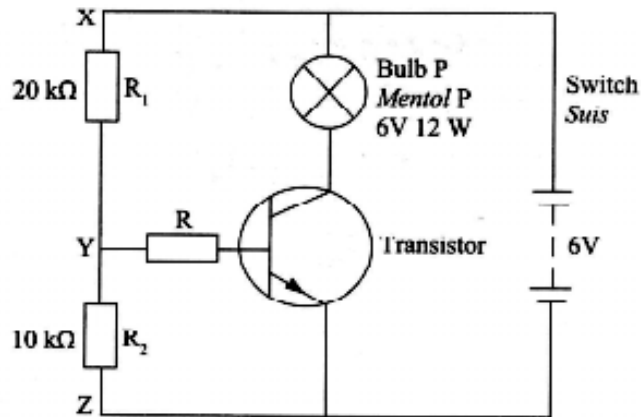 X
20 kΩ R₁
Bulb P
Mentol P
6V 12 W
Switch
Suis
R
Y
Transistor
6V
10 kΩ R₂
Z